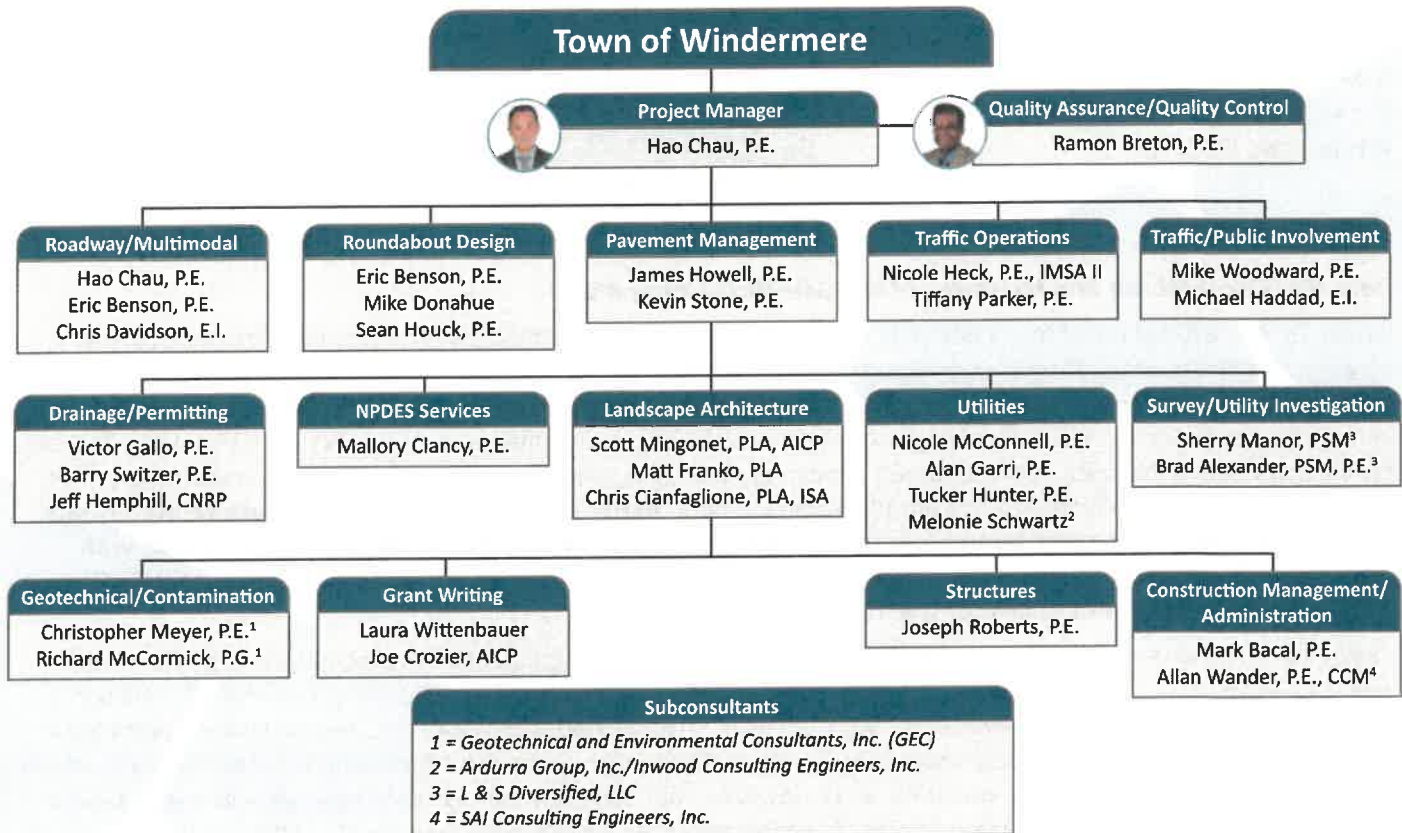 Town of Windermere
Project Manager
Hao Chau, P.E.
Quality Assurance/Quality Control
Ramon Breton, P.E.
Roadway/Multimodal
Hao Chau, P.E.
Eric Benson, P.E.
Chris Davidson, E.I.
Roundabout Design
Eric Benson, P.E.
Mike Donahue
Sean Houck, P.E.
Pavement Management
James Howell, P.E.
Kevin Stone, P.E.
Traffic Operations
Nicole Heck, P.E., IMSA II
Tiffany Parker, P.E.
Traffic/Public Involvement
Mike Woodward, P.E.
Michael Haddad, E.I.
Drainage/Permitting
Victor Gallo, P.E.
Barry Switzer, P.E.
Jeff Hemphill, CNRP
NPDES Services
Mallory Clancy, P.E.
Landscape Architecture
Scott Mingonet, PLA, AICP
Matt Franko, PLA
Chris Cianfaglione, PLA, ISA
Utilities
Nicole McConnell, P.E.
Alan Garri, P.E.
Tucker Hunter, P.E.
Melonie Schwartz²
Survey/Utility Investigation
Sherry Manor, PSM³
Brad Alexander, PSM, P.E.³
Geotechnical/Contamination
Christopher Meyer, P.E.¹
Richard McCormick, P.G.¹
Grant Writing
Laura Wittenbauer
Joe Crozier, AICP
Structures
Joseph Roberts, P.E.
Construction Management/
Administration
Mark Bacal, P.E.
Allan Wander, P.E., CCM⁴
Subconsultants
1 = Geotechnical and Environmental Consultants, Inc. (GEC)
2 = Ardurra Group, Inc./Inwood Consulting Engineers, Inc.
3 = L & S Diversified, LLC
4 = SAI Consulting Engineers, Inc.